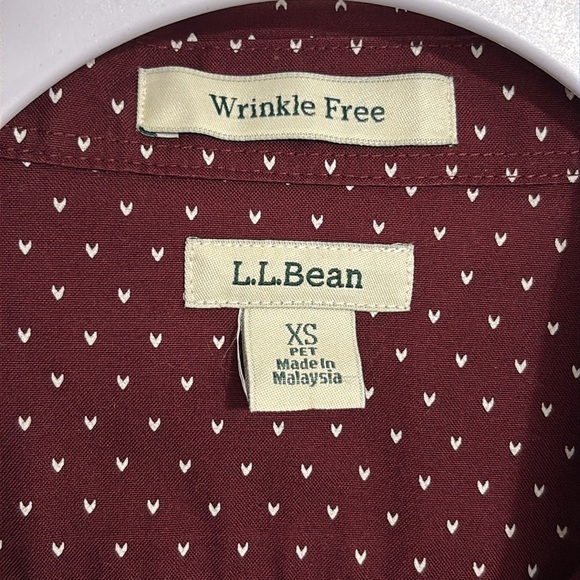 Wrinkle Free
L.L.Bean
XS
PET
Made In
Malaysia